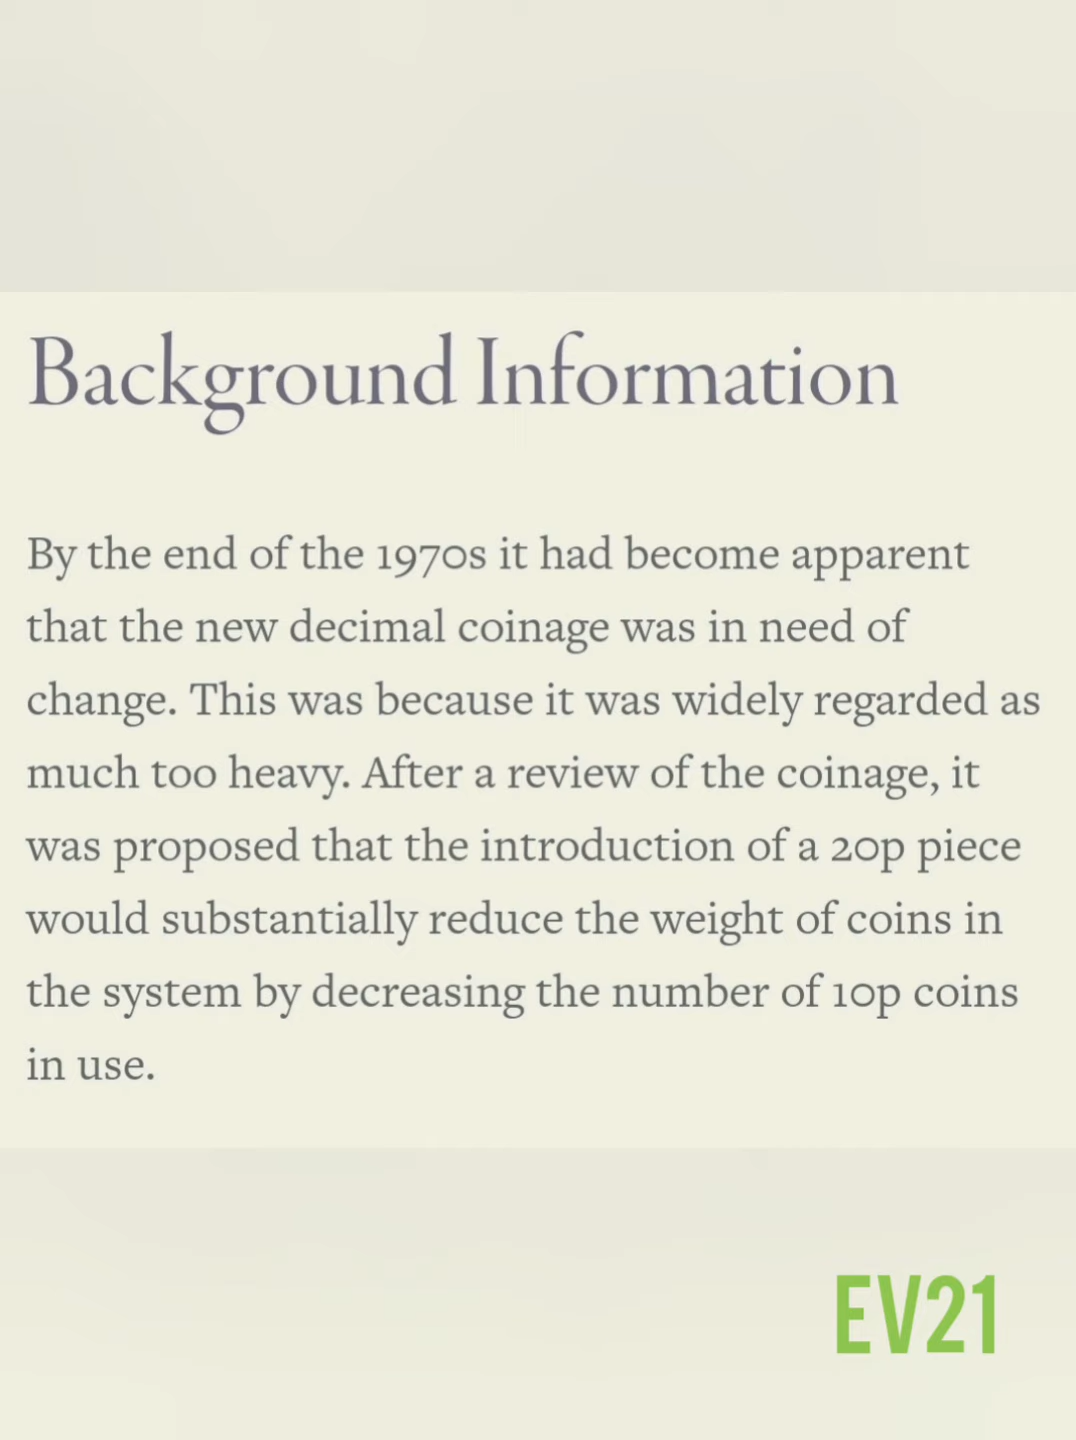 Background Information
By the end of the 1970s it had become apparent
that the new decimal coinage was in need of
change. This was because it was widely regarded as
much too heavy. After a review of the coinage, it
was proposed that the introduction of a 20p piece
would substantially reduce the weight of coins in
the system by decreasing the number of 10p coins
in use.
EV21